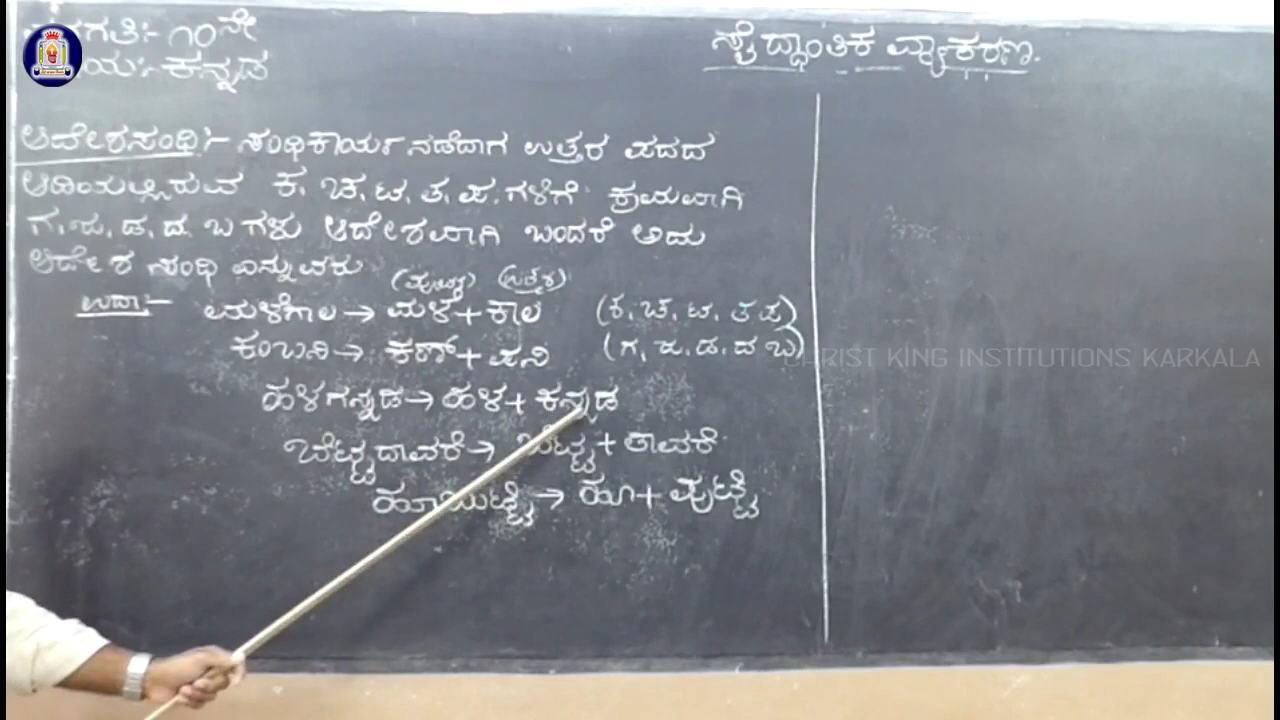 ತರಗತಿ:- ೧೦ನೇ
ವಿಷಯ:- ಕನ್ನಡ
ಸೈದ್ಧಾಂತಿಕ ವ್ಯಾಕರಣ.
ಆದೇಶಸಂಧಿ:- ಸಂಧಿಕಾರ್ಯ ನಡೆದಾಗ ಉತ್ತರ ಪದದ
ಆದಿಯಲ್ಲಿರುವ ಕ, ಚ, ಟ, ತ, ಪ, ಗಳಿಗೆ ಕ್ರಮವಾಗಿ
ಗ, ಜ, ಡ, ದ, ಬ ಗಳು ಆದೇಶವಾಗಿ ಬಂದರೆ ಅದು
ಆದೇಶ ಸಂಧಿ ಎನ್ನುವರು
(ಪೂರ್ವ) (ಉತ್ತರ)
ಉದಾ:- ಮಳೆಗಾಲ → ಮಳೆ + ಕಾಲ (ಕ, ಚ, ಟ, ತ ಪ)
ಕಂಬನಿ → ಕಣ್ + ಪನಿ (ಗ, ಜ, ಡ, ದ ಬ)
CHRIST KING INSTITUTIONS KARKALA
ಹಳಗನ್ನಡ → ಹಳ + ಕನ್ನಡ
ಬೆಟ್ಟದಾವರೆ → ಬೆಟ್ಟ + ತಾವರೆ
ಹೂಬುಟ್ಟಿ → ಹೂ + ಪುಟ್ಟಿ